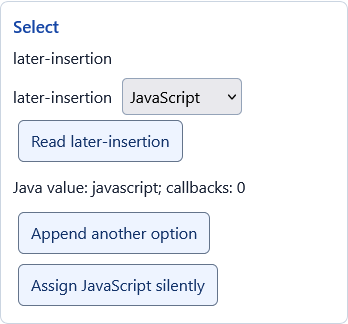 Select
later-insertion
later-insertion JavaScript
Read later-insertion
Java value: javascript; callbacks: 0
Append another option
Assign JavaScript silently